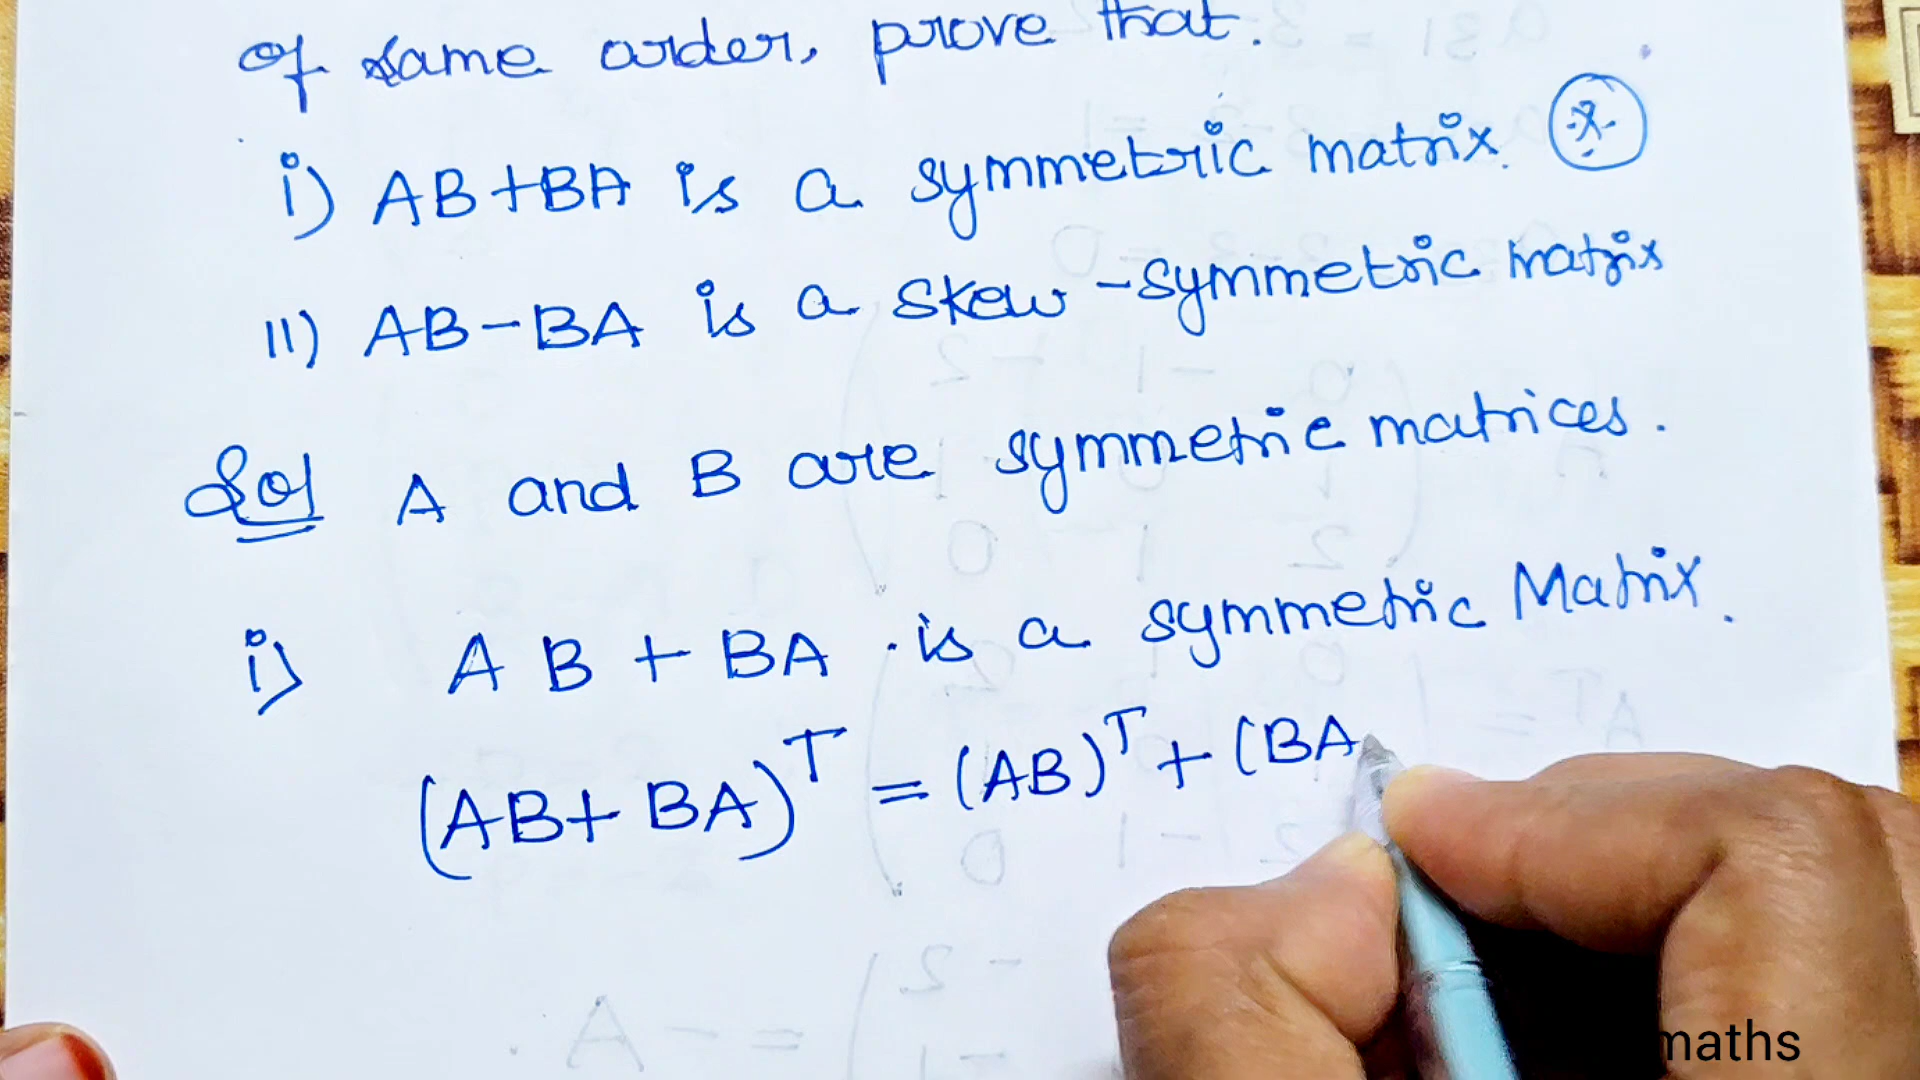 of same order, prove that.
i) AB+BA is a symmetric matrix.
ii) AB-BA is a skew-symmetric matrix
Sol A and B are symmetric matrices.
i) AB + BA is a symmetric Matrix.
(AB+BA)ᵀ = (AB)ᵀ + (BA
maths